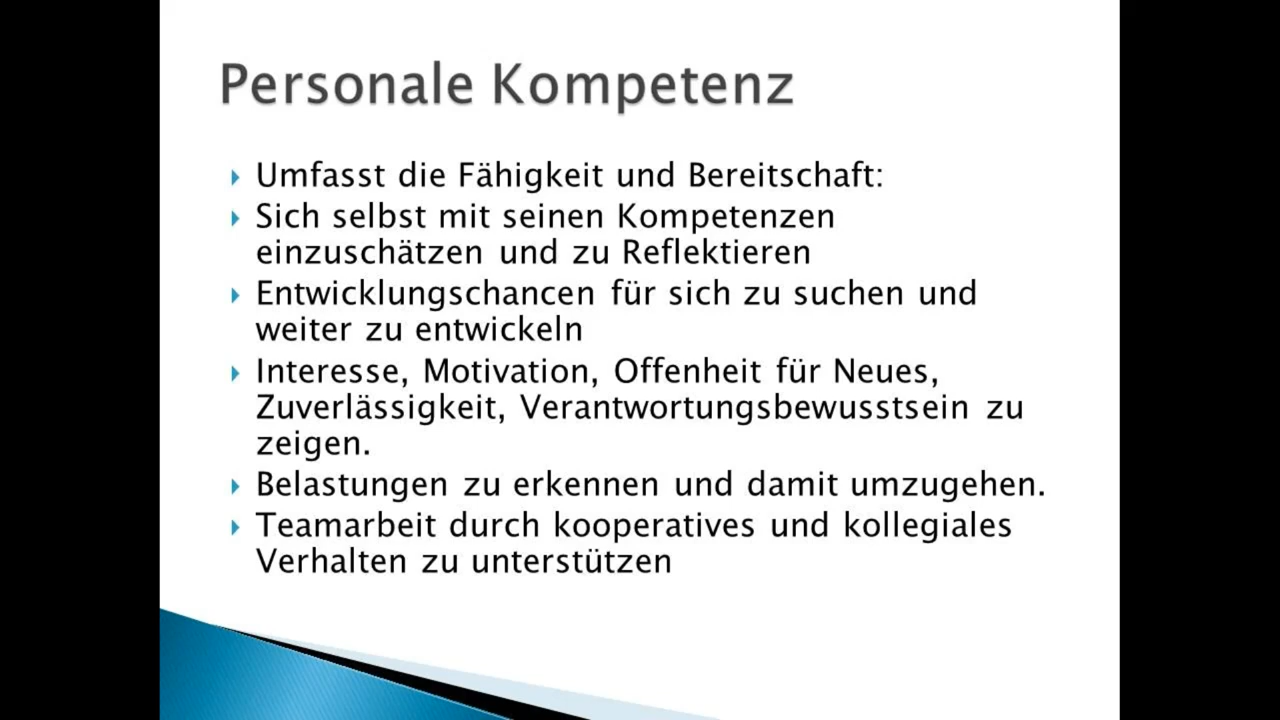 Personale Kompetenz
Umfasst die Fähigkeit und Bereitschaft:
Sich selbst mit seinen Kompetenzen
einzuschätzen und zu Reflektieren
Entwicklungschancen für sich zu suchen und
weiter zu entwickeln
Interesse, Motivation, Offenheit für Neues,
Zuverlässigkeit, Verantwortungsbewusstsein zu
zeigen.
Belastungen zu erkennen und damit umzugehen.
Teamarbeit durch kooperatives und kollegiales
Verhalten zu unterstützen